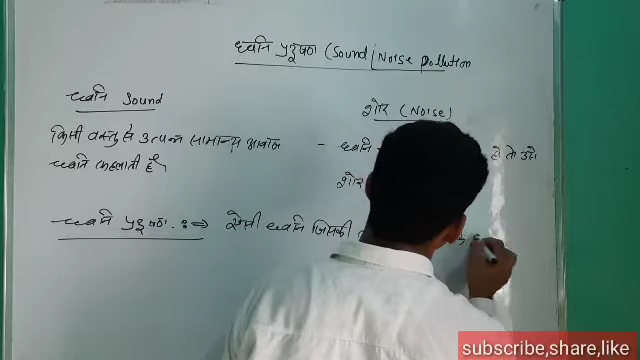 ध्वनि प्रदूषण (Sound/Noise Pollution
ध्वनि Sound
किसी वस्तु से उत्पन्न सामान्य आवाज
ध्वनि कहलाती है
शोर (Noise)
- ध्वनि हो तो उसे
शोर
ध्वनि प्रदूषण :⇒ ऐसी ध्वनि जिसकी
subscribe,share,like